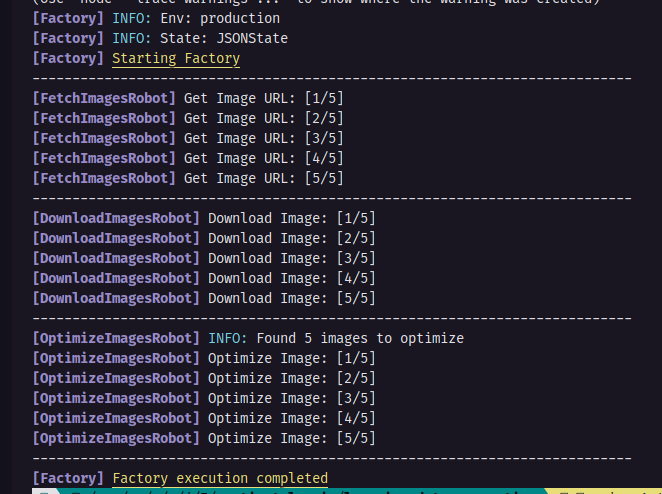 [Factory] INFO: Env: production
[Factory] INFO: State: JSONState
[Factory] Starting Factory
--------------------------------------------------------------------------
[FetchImagesRobot] Get Image URL: [1/5]
[FetchImagesRobot] Get Image URL: [2/5]
[FetchImagesRobot] Get Image URL: [3/5]
[FetchImagesRobot] Get Image URL: [4/5]
[FetchImagesRobot] Get Image URL: [5/5]
--------------------------------------------------------------------------
[DownloadImagesRobot] Download Image: [1/5]
[DownloadImagesRobot] Download Image: [2/5]
[DownloadImagesRobot] Download Image: [3/5]
[DownloadImagesRobot] Download Image: [4/5]
[DownloadImagesRobot] Download Image: [5/5]
--------------------------------------------------------------------------
[OptimizeImagesRobot] INFO: Found 5 images to optimize
[OptimizeImagesRobot] Optimize Image: [1/5]
[OptimizeImagesRobot] Optimize Image: [2/5]
[OptimizeImagesRobot] Optimize Image: [3/5]
[OptimizeImagesRobot] Optimize Image: [4/5]
[OptimizeImagesRobot] Optimize Image: [5/5]
--------------------------------------------------------------------------
[Factory] Factory execution completed